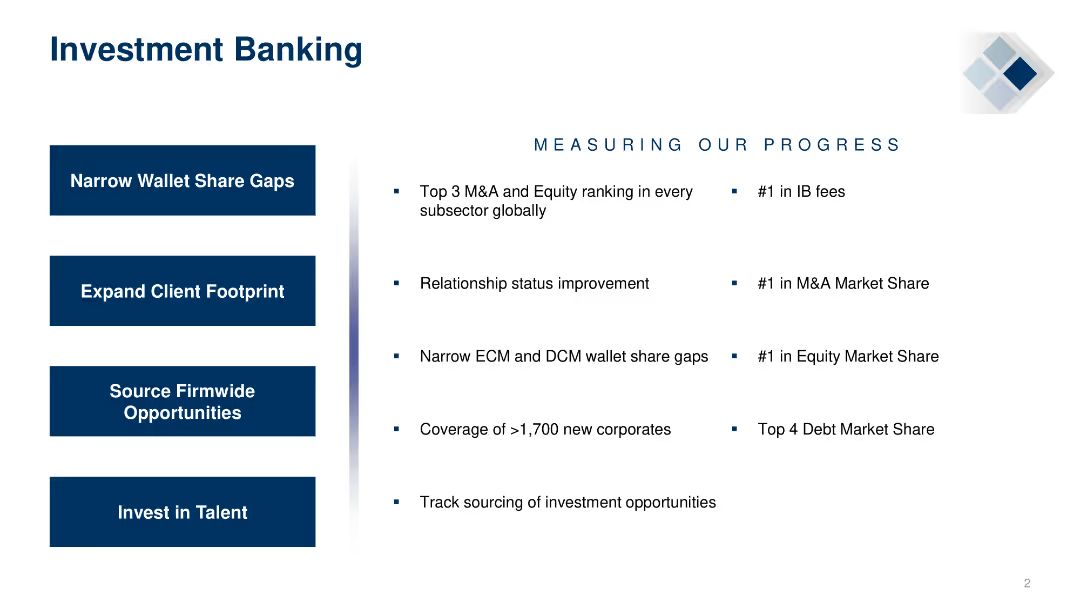 Investment Banking
Narrow Wallet Share Gaps
Expand Client Footprint
Source Firmwide
Opportunities
Invest in Talent
MEASURING OUR PROGRESS
Top 3 M&A and Equity ranking in every
subsector globally
Relationship status improvement
Narrow ECM and DCM wallet share gaps
Coverage of >1,700 new corporates
Track sourcing of investment opportunities
#1 in IB fees
#1 in M&A Market Share
#1 in Equity Market Share
Top 4 Debt Market Share
2